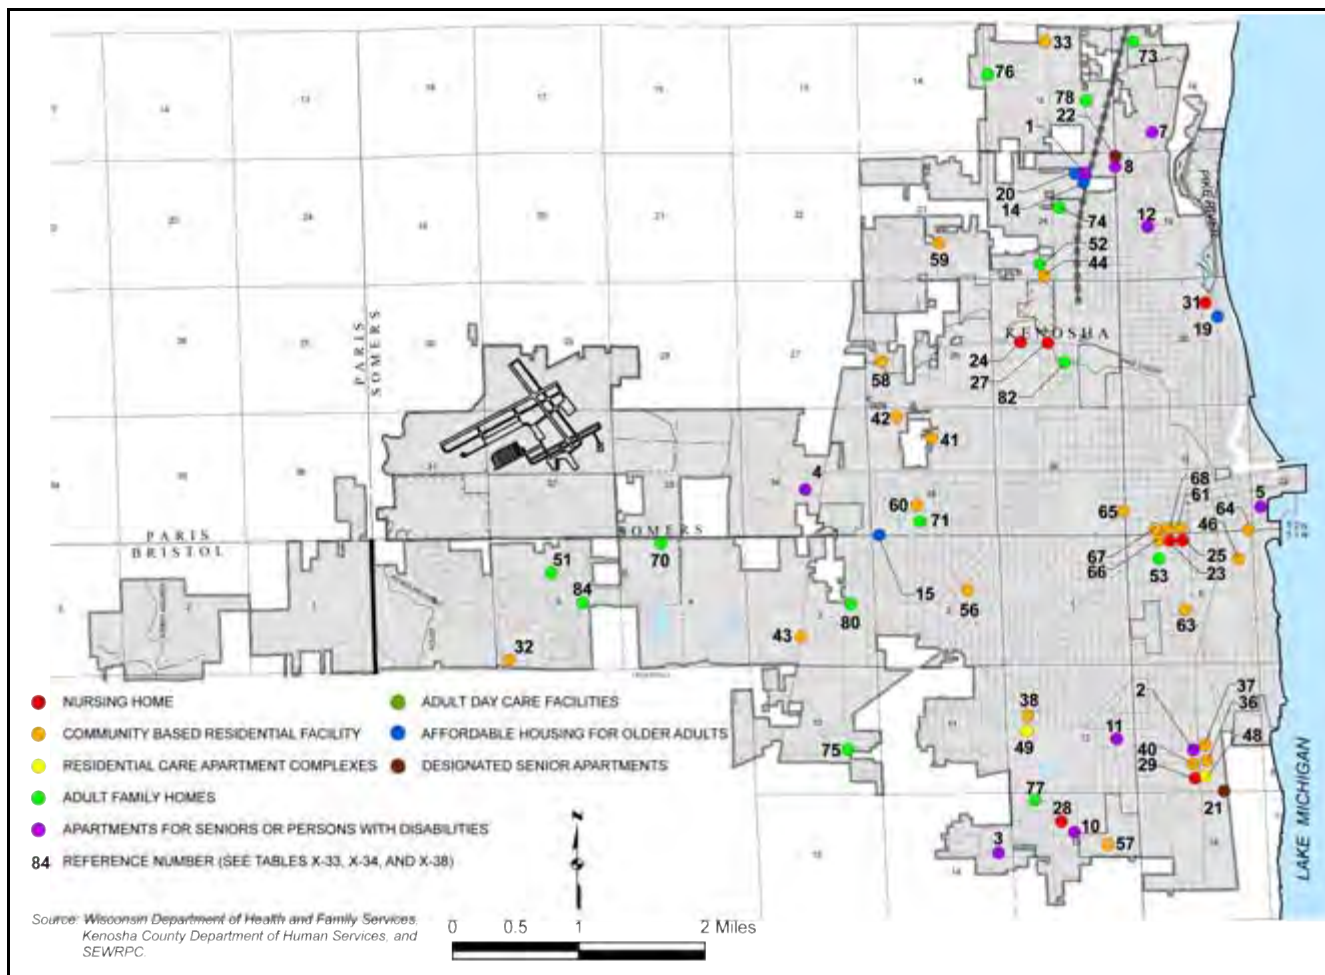 33
73
76
78
22
1
7
8
20
14
12
74
52
59
44
PIKE RIVER
31
19
KENOSHA
PARIS
SOMERS
24
27
58
82
42
41
4
68
61
5
60
65
64
46
71
SOMERS
PARIS
BRISTOL
67
66
25
23
53
51
70
84
15
56
80
63
43
32
2
37
36
48
38
49
11
40
29
75
77
28
21
10
57
3
LAKE MICHIGAN
NURSING HOME
COMMUNITY BASED RESIDENTIAL FACILITY
RESIDENTIAL CARE APARTMENT COMPLEXES
ADULT FAMILY HOMES
APARTMENTS FOR SENIORS OR PERSONS WITH DISABILITIES
84 REFERENCE NUMBER (SEE TABLES X-33, X-34, AND X-38)
ADULT DAY CARE FACILITIES
AFFORDABLE HOUSING FOR OLDER ADULTS
DESIGNATED SENIOR APARTMENTS
N
Source: Wisconsin Department of Health and Family Services,
Kenosha County Department of Human Services, and
SEWRPC.
0 0.5 1 2 Miles